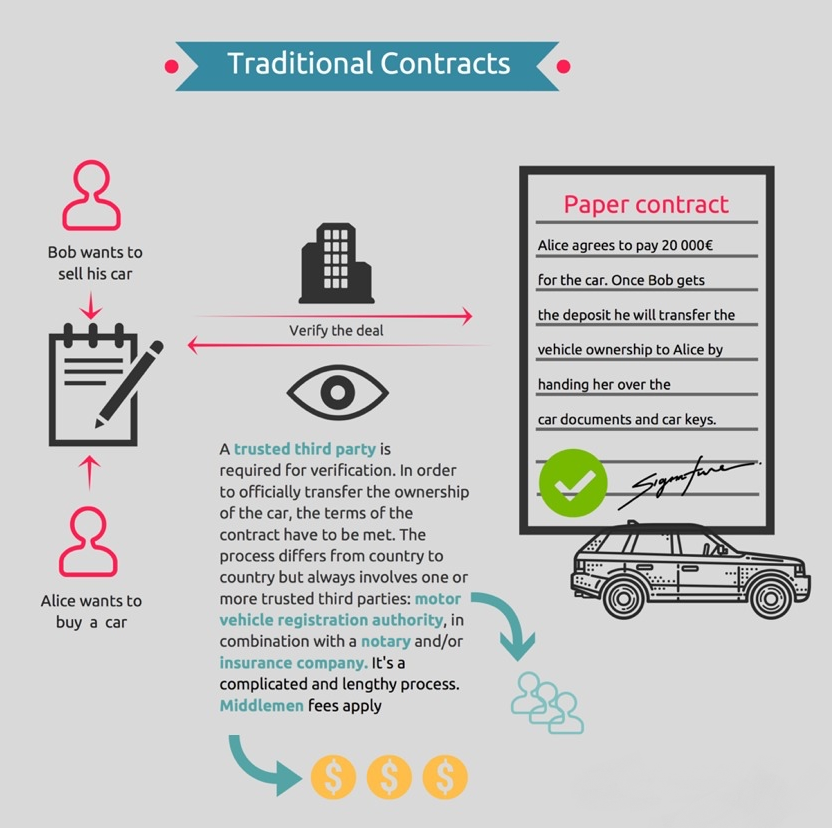 Traditional Contracts
Bob wants to
sell his car
Alice wants to
buy a car
Verify the deal
A trusted third party is
required for verification. In order
to officially transfer the ownership
of the car, the terms of the
contract have to be met. The
process differs from country to
country but always involves one or
more trusted third parties: motor
vehicle registration authority, in
combination with a notary and/or
insurance company. It's a
complicated and lengthy process.
Middlemen fees apply
$ $ $
Paper contract
Alice agrees to pay 20 000€
for the car. Once Bob gets
the deposit he will transfer the
vehicle ownership to Alice by
handing her over the
car documents and car keys.
Signature